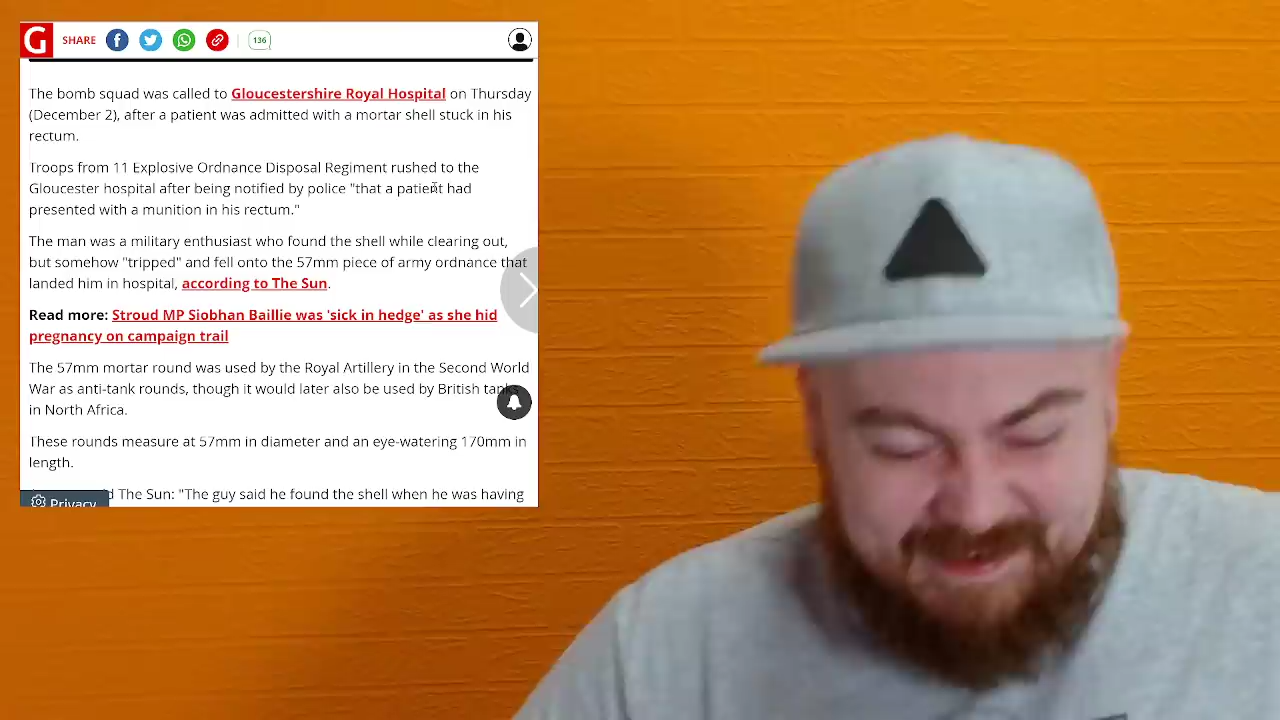 G SHARE 136
The bomb squad was called to Gloucestershire Royal Hospital on Thursday
(December 2), after a patient was admitted with a mortar shell stuck in his
rectum.
Troops from 11 Explosive Ordnance Disposal Regiment rushed to the
Gloucester hospital after being notified by police "that a patient had
presented with a munition in his rectum."
The man was a military enthusiast who found the shell while clearing out,
but somehow "tripped" and fell onto the 57mm piece of army ordnance that
landed him in hospital, according to The Sun.
Read more: Stroud MP Siobhan Baillie was 'sick in hedge' as she hid
pregnancy on campaign trail
The 57mm mortar round was used by the Royal Artillery in the Second World
War as anti-tank rounds, though it would later also be used by British tanks
in North Africa.
These rounds measure at 57mm in diameter and an eye-watering 170mm in
length.
The Sun: "The guy said he found the shell when he was having
Privacy